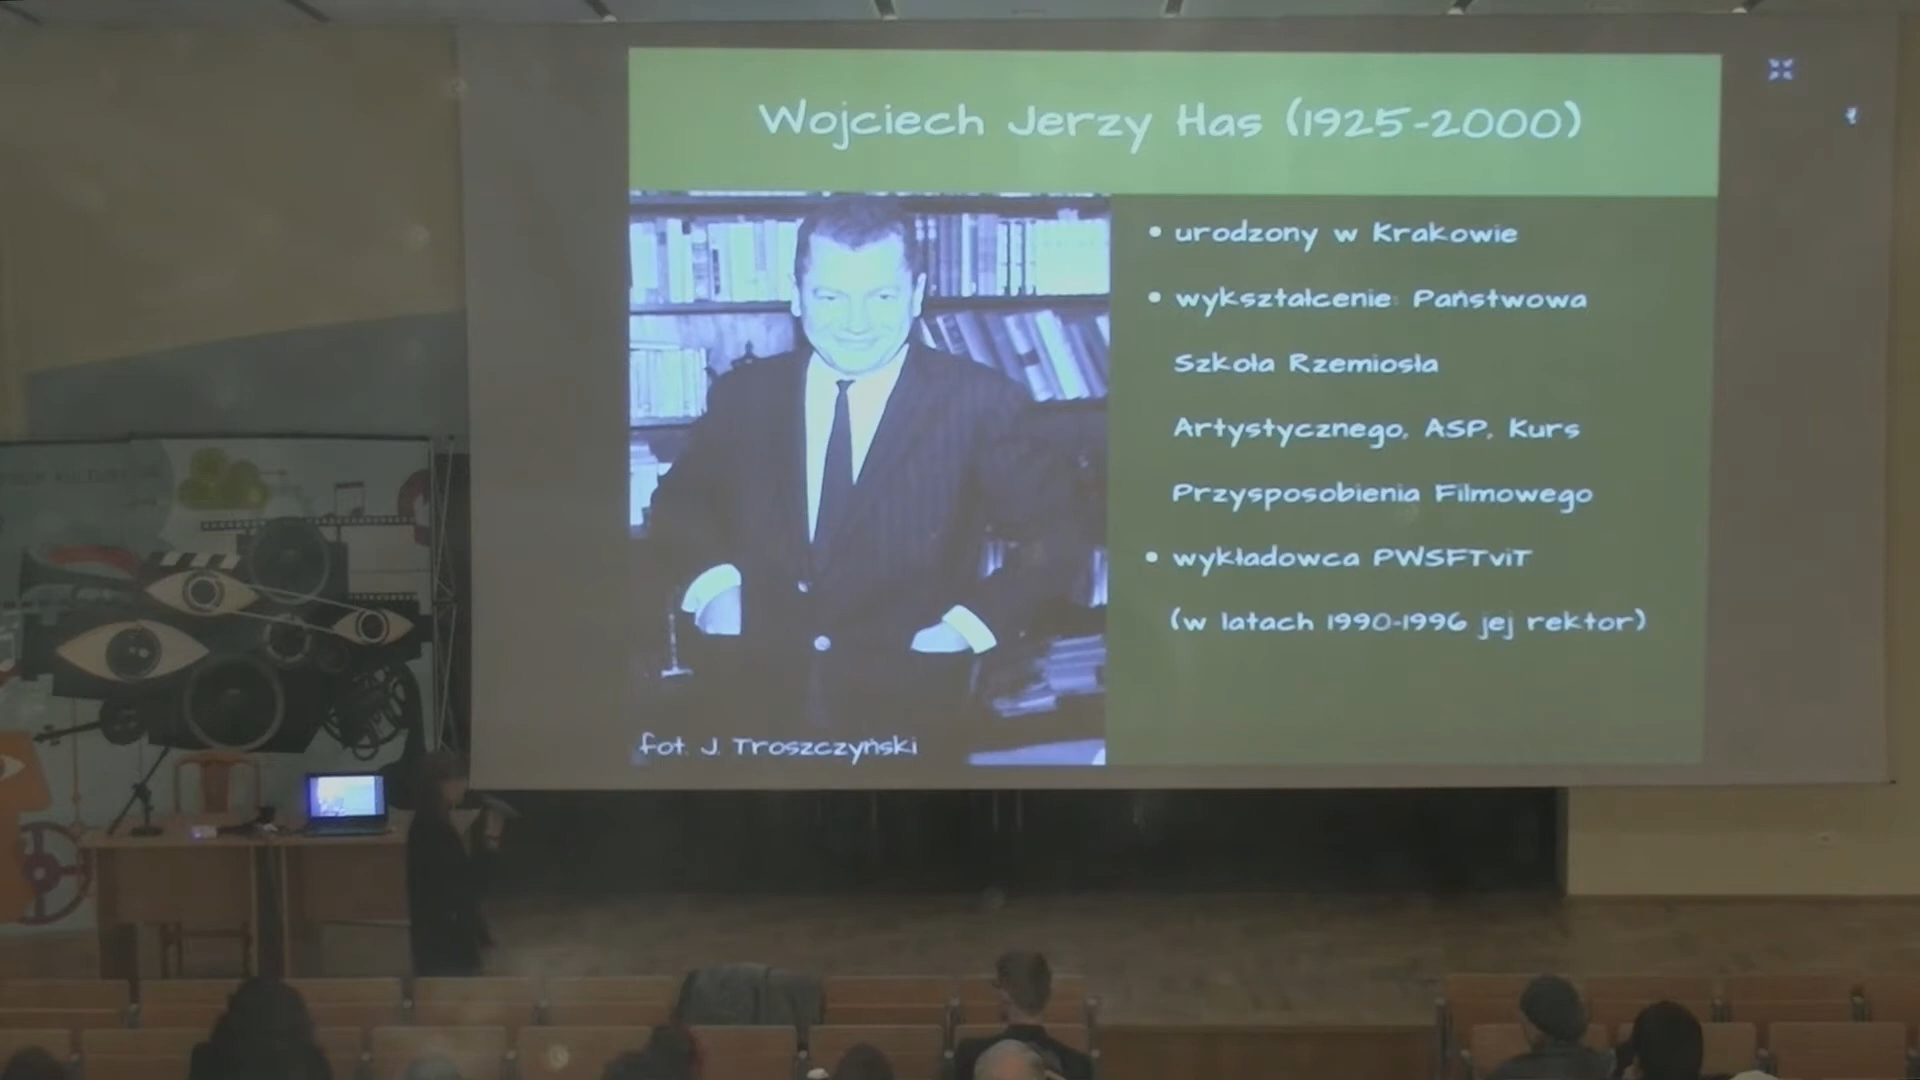 Wojciech Jerzy Has (1925-2000)
• urodzony w Krakowie
• wykształcenie: Państwowa
Szkoła Rzemiosła
Artystycznego, ASP, Kurs
Przysposobienia Filmowego
• wykładowca PWSFTviT
(w latach 1990-1996 jej rektor)
fot. J. Troszczyński